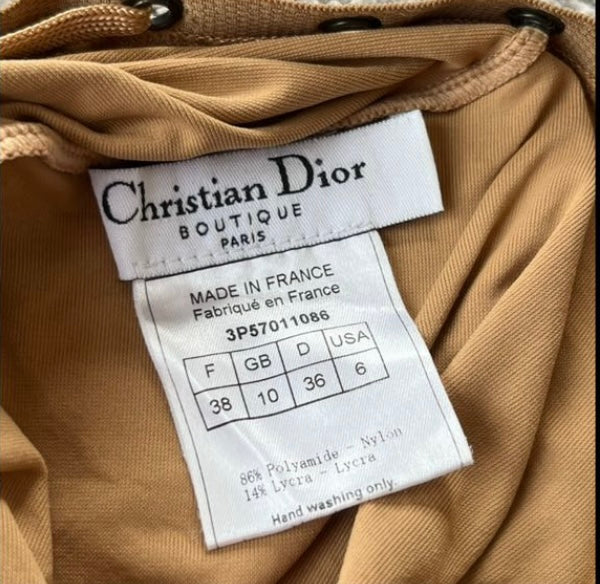 Christian Dior
BOUTIQUE
PARIS
MADE IN FRANCE
Fabriqué en France
3P57011086
F GB D USA
38 10 36 6
86% Polyamide - Nylon
14% Lycra - Lycra
Hand washing only.